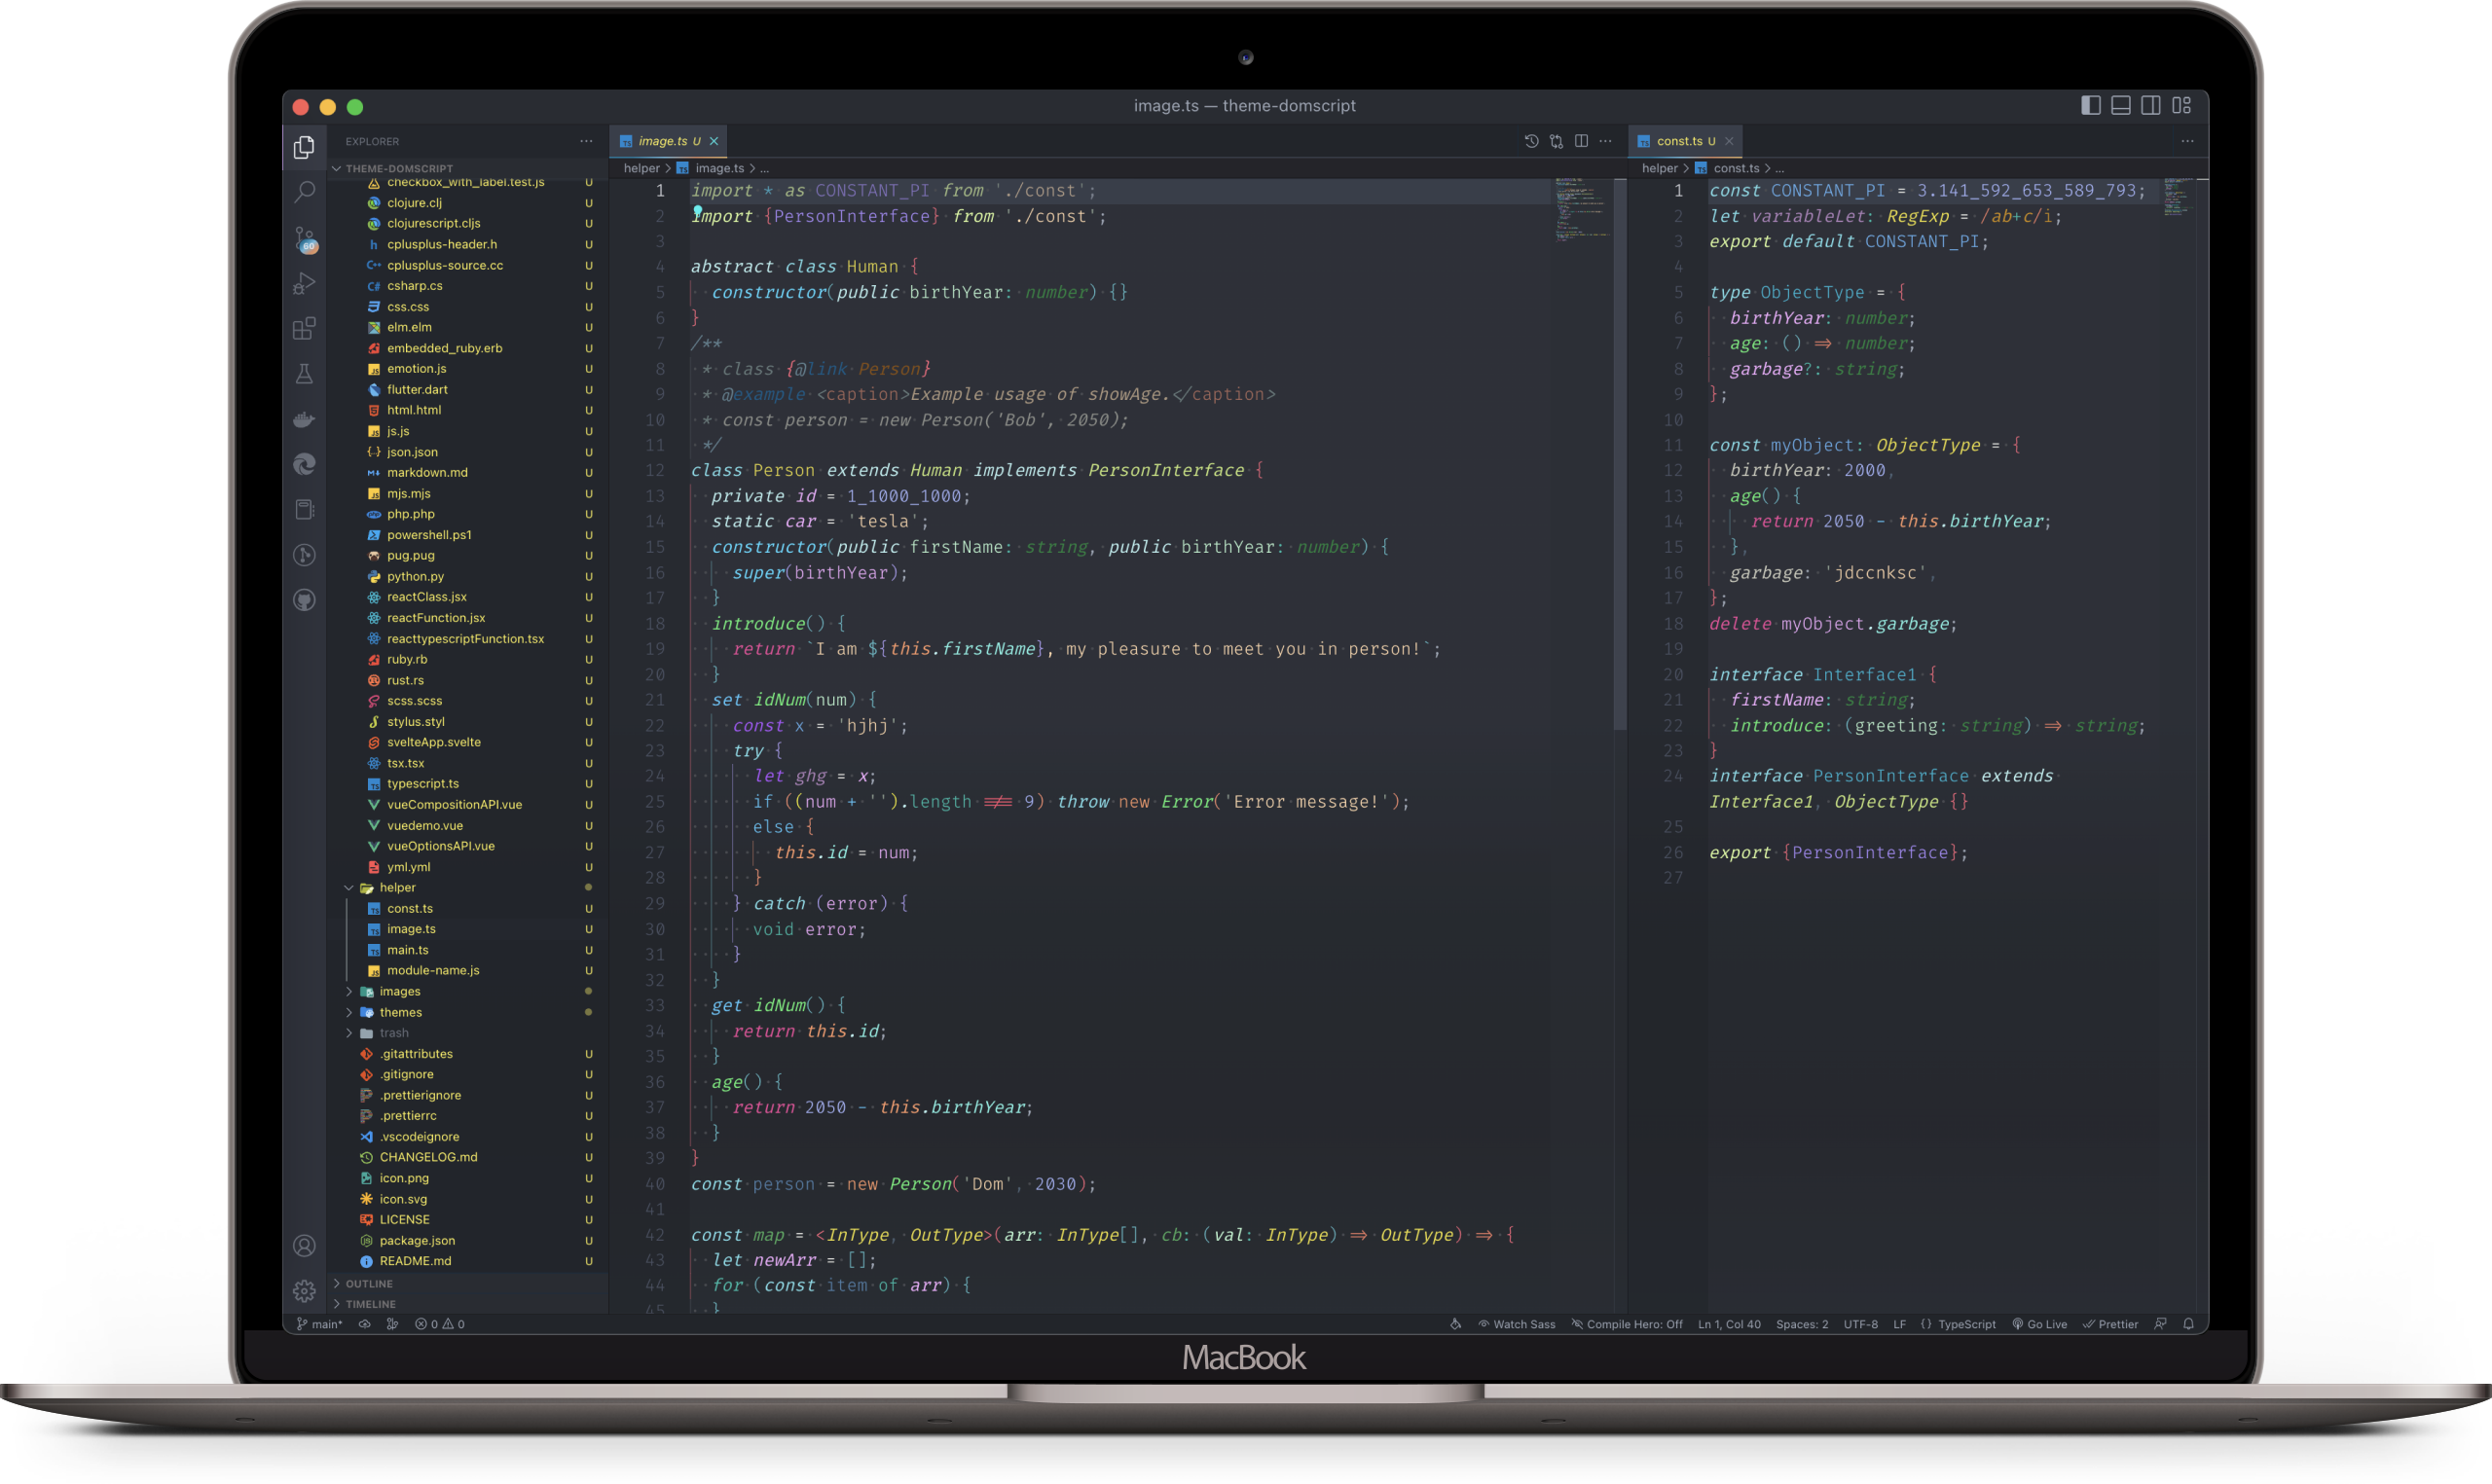 image.ts — theme-domscript
EXPLORER
THEME-DOMSCRIPT
checkbox_with_label.test.js U
clojure.clj U
clojurescript.cljs U
cplusplus-header.h U
cplusplus-source.cc U
csharp.cs U
css.css U
elm.elm U
embedded_ruby.erb U
emotion.js U
flutter.dart U
html.html U
js.js U
json.json U
markdown.md U
mjs.mjs U
php.php U
powershell.ps1 U
pug.pug U
python.py U
reactClass.jsx U
reactFunction.jsx U
reacttypescriptFunction.tsx U
ruby.rb U
rust.rs U
scss.scss U
stylus.styl U
svelteApp.svelte U
tsx.tsx U
typescript.ts U
vueCompositionAPI.vue U
vuedemo.vue U
vueOptionsAPI.vue U
yml.yml U
helper
const.ts U
image.ts U
main.ts U
module-name.js U
images
themes
trash
.gitattributes U
.gitignore U
.prettierignore U
.prettierrc U
.vscodeignore U
CHANGELOG.md U
icon.png U
icon.svg U
LICENSE U
package.json U
README.md U
OUTLINE
TIMELINE
60
image.ts U
helper > image.ts > ...
1 import * as CONSTANT_PI from './const';
2 import {PersonInterface} from './const';
3
4 abstract class Human {
5 constructor(public birthYear: number) {}
6 }
7 /**
8 * class {@link Person}
9 * @example <caption>Example usage of showAge.</caption>
10 * const person = new Person('Bob', 2050);
11 */
12 class Person extends Human implements PersonInterface {
13 private id = 1_1000_1000;
14 static car = 'tesla';
15 constructor(public firstName: string, public birthYear: number) {
16 super(birthYear);
17 }
18 introduce() {
19 return `I am ${this.firstName}, my pleasure to meet you in person!`;
20 }
21 set idNum(num) {
22 const x = 'hjhj';
23 try {
24 let ghg = x;
25 if ((num + '').length !== 9) throw new Error('Error message!');
26 else {
27 this.id = num;
28 }
29 } catch (error) {
30 void error;
31 }
32 }
33 get idNum() {
34 return this.id;
35 }
36 age() {
37 return 2050 - this.birthYear;
38 }
39 }
40 const person = new Person('Dom', 2030);
41
42 const map = <InType, OutType>(arr: InType[], cb: (val: InType) => OutType) => {
43 let newArr = [];
44 for (const item of arr) {
45 }
const.ts U
helper > const.ts > ...
1 const CONSTANT_PI = 3.141_592_653_589_793;
2 let variableLet: RegExp = /ab+c/i;
3 export default CONSTANT_PI;
4
5 type ObjectType = {
6 birthYear: number;
7 age: () => number;
8 garbage?: string;
9 };
10
11 const myObject: ObjectType = {
12 birthYear: 2000,
13 age() {
14 return 2050 - this.birthYear;
15 },
16 garbage: 'jdccnksc',
17 };
18 delete myObject.garbage;
19
20 interface Interface1 {
21 firstName: string;
22 introduce: (greeting: string) => string;
23 }
24 interface PersonInterface extends
Interface1, ObjectType {}
25
26 export {PersonInterface};
27
main* 0 0 Watch Sass Compile Hero: Off Ln 1, Col 40 Spaces: 2 UTF-8 LF {} TypeScript Go Live Prettier
MacBook